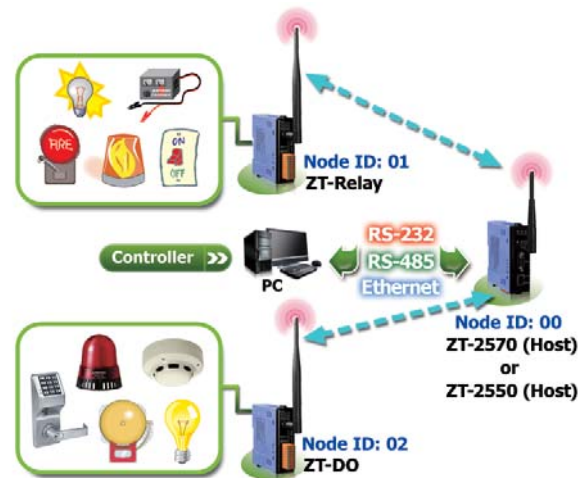 FIRE
ON
OFF
Node ID: 01
ZT-Relay
Controller
PC
RS-232
RS-485
Ethernet
Node ID: 00
ZT-2570 (Host)
or
ZT-2550 (Host)
Node ID: 02
ZT-DO